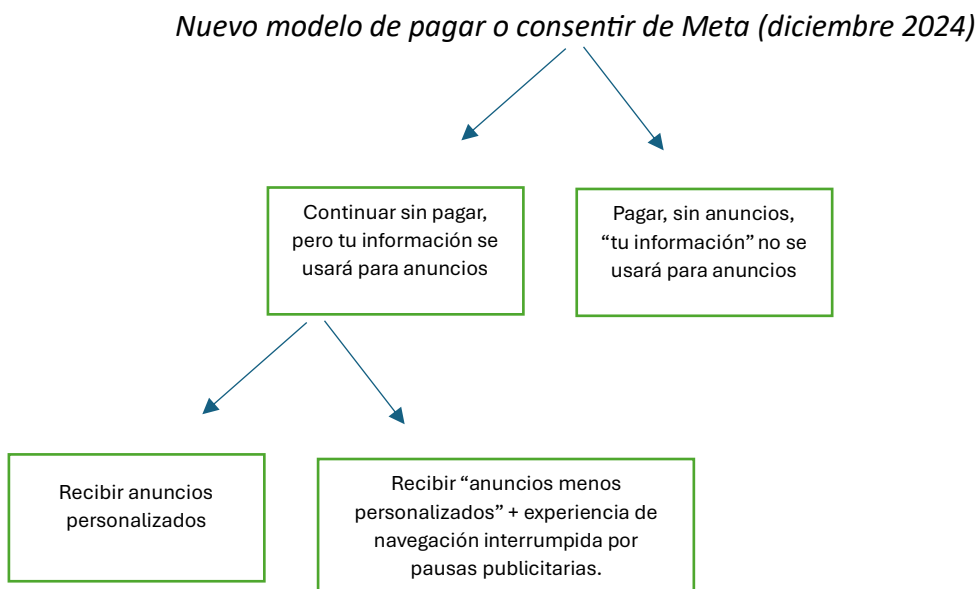 Nuevo modelo de pagar o consentir de Meta (diciembre 2024)
Continuar sin pagar,
pero tu información se
usará para anuncios
Pagar, sin anuncios,
“tu información” no se
usará para anuncios
Recibir anuncios
personalizados
Recibir “anuncios menos
personalizados” + experiencia de
navegación interrumpida por
pausas publicitarias.